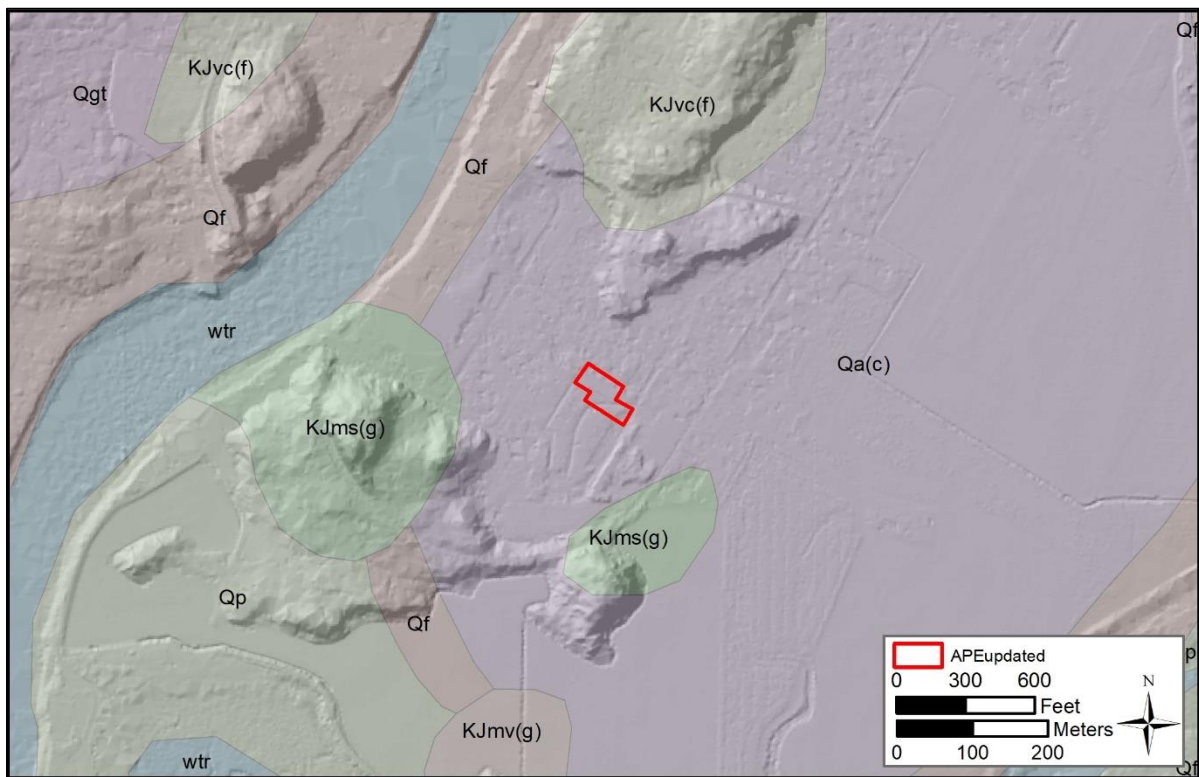 Qf
KJvc(f)
Qgt
KJvc(f)
Qf
Qf
wtr
Qa(c)
KJms(g)
KJms(g)
Qp
Qf
KJmv(g)
wtr
p
Qf
APEupdated
0 300 600
Feet
Meters
0 100 200
N